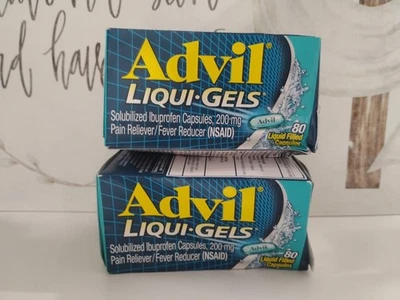 d hav
Advil®
LIQUI·GELS®
Solubilized Ibuprofen Capsules, 200 mg
Pain Reliever/Fever Reducer (NSAID)
Advil
80
Liquid Filled
Capsules
Advil®
LIQUI·GELS®
Solubilized Ibuprofen Capsules, 200 mg
Pain Reliever/Fever Reducer (NSAID)
Advil
80
Liquid Filled
Capsules